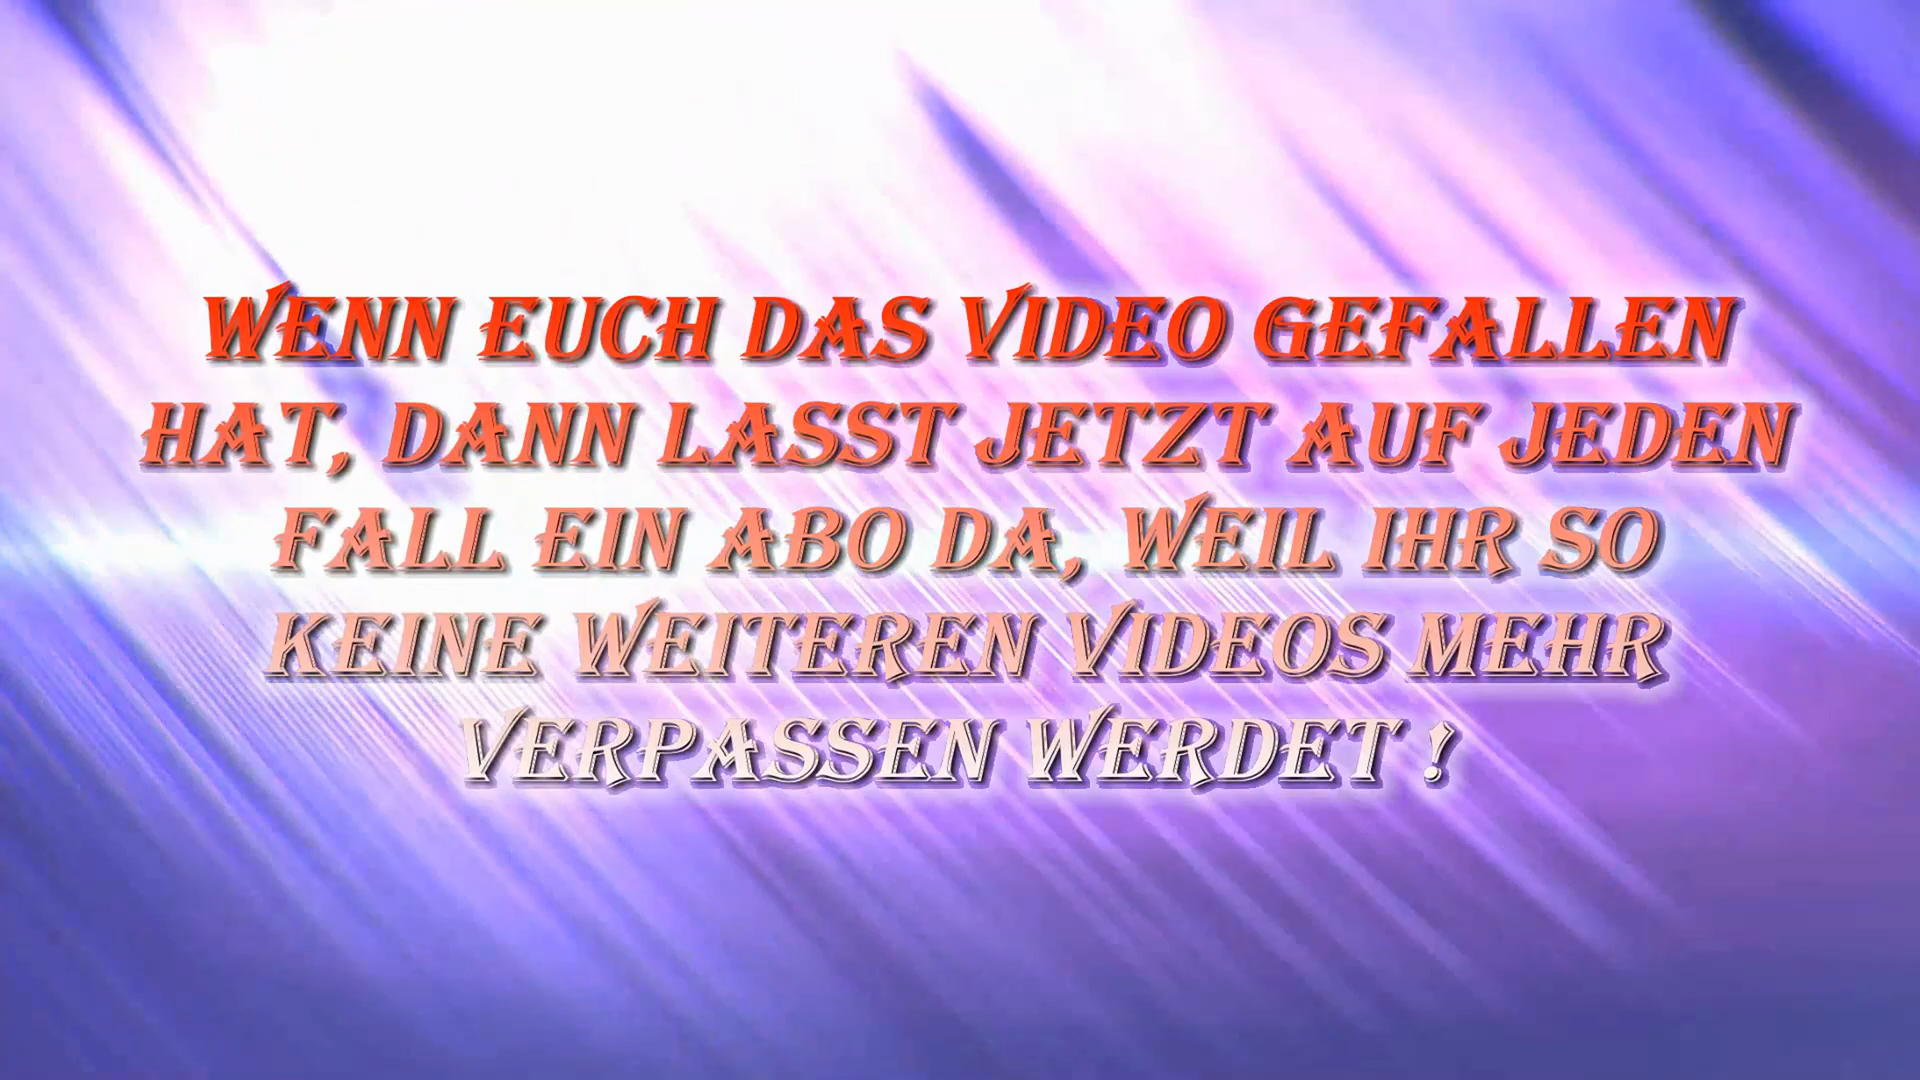 WENN EUCH DAS VIDEO GEFALLEN
HAT, DANN LASST JETZT AUF JEDEN
FALL EIN ABO DA, WEIL IHR SO
KEINE WEITEREN VIDEOS MEHR
VERPASSEN WERDET !